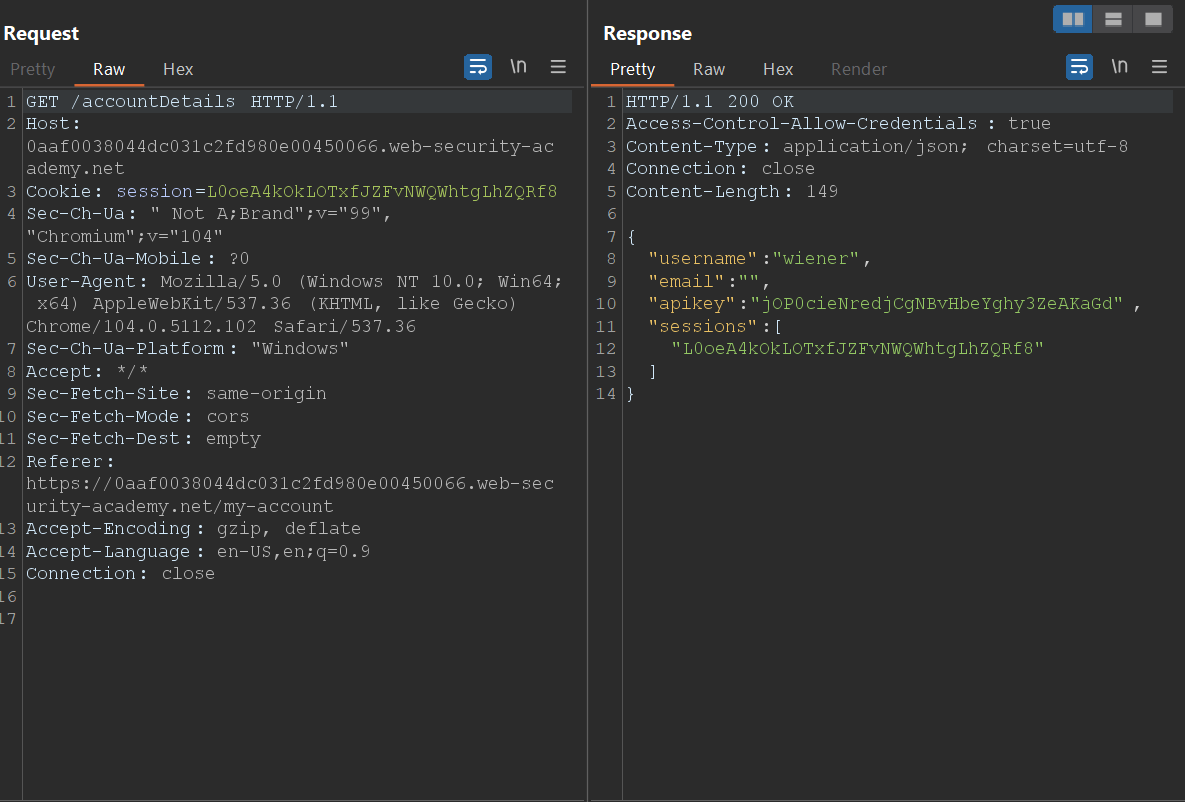 Request
Pretty Raw Hex \n
1 GET /accountDetails HTTP/1.1
2 Host:
0aaf0038044dc031c2fd980e00450066.web-security-ac
ademy.net
3 Cookie: session=L0oeA4kOkLOTxfJZFvNWQWhtgLhZQRf8
4 Sec-Ch-Ua: " Not A;Brand";v="99",
"Chromium";v="104"
5 Sec-Ch-Ua-Mobile: ?0
6 User-Agent: Mozilla/5.0 (Windows NT 10.0; Win64;
x64) AppleWebKit/537.36 (KHTML, like Gecko)
Chrome/104.0.5112.102 Safari/537.36
7 Sec-Ch-Ua-Platform: "Windows"
8 Accept: */*
9 Sec-Fetch-Site: same-origin
10 Sec-Fetch-Mode: cors
11 Sec-Fetch-Dest: empty
12 Referer:
https://0aaf0038044dc031c2fd980e00450066.web-sec
urity-academy.net/my-account
13 Accept-Encoding: gzip, deflate
14 Accept-Language: en-US,en;q=0.9
15 Connection: close
16
17
Response
Pretty Raw Hex Render \n
1 HTTP/1.1 200 OK
2 Access-Control-Allow-Credentials: true
3 Content-Type: application/json; charset=utf-8
4 Connection: close
5 Content-Length: 149
6
7 {
8 "username":"wiener",
9 "email":"",
10 "apikey":"jOP0cieNredjCgNBvHbeYghy3ZeAKaGd",
11 "sessions":[
12 "L0oeA4kOkLOTxfJZFvNWQWhtgLhZQRf8"
13 ]
14 }